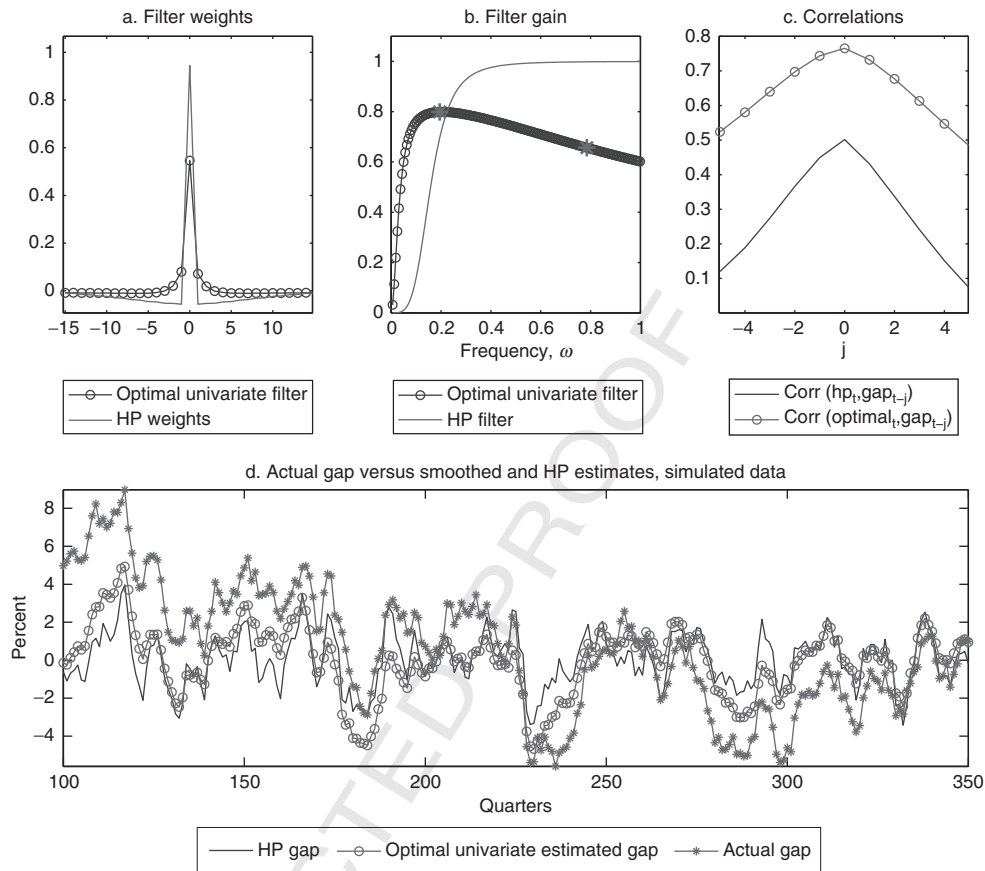 a. Filter weights
b. Filter gain
c. Correlations
1
0.8
0.6
0.4
0.2
0
−15 −10 −5 0 5 10 15
1
0.8
0.6
0.4
0.2
0
0 0.2 0.4 0.6 0.8 1
Frequency, ω
0.8
0.7
0.6
0.5
0.4
0.3
0.2
0.1
−4 −2 0 2 4
j
Optimal univariate filter
HP weights
Optimal univariate filter
HP filter
Corr (hp_t,gap_t−j)
Corr (optimal_t,gap_t−j)
d. Actual gap versus smoothed and HP estimates, simulated data
Percent
8
6
4
2
0
−2
−4
100 150 200 250 300 350
Quarters
HP gap Optimal univariate estimated gap Actual gap
CTED PROOF